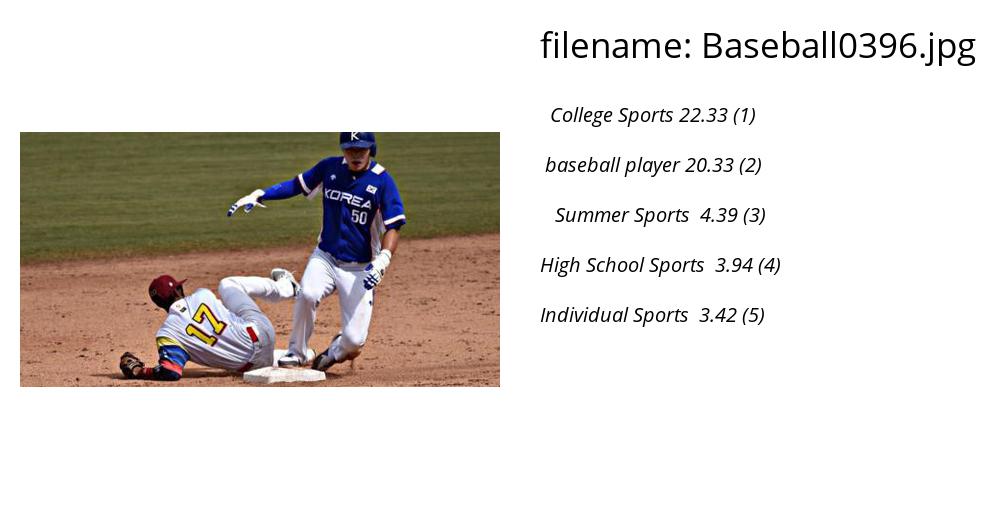 filename: Baseball0396.jpg
College Sports 22.33 (1)
baseball player 20.33 (2)
Summer Sports 4.39 (3)
High School Sports 3.94 (4)
Individual Sports 3.42 (5)
K
KOREA
50
17